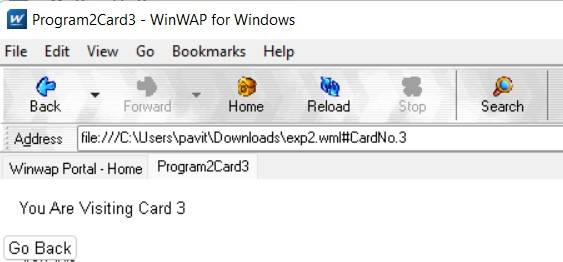 Program2Card3 - WinWAP for Windows
File Edit View Go Bookmarks Help
Back Forward Home Reload Stop Search
Address file:///C:\Users\pavit\Downloads\exp2.wml#CardNo.3
Winwap Portal - Home Program2Card3
You Are Visiting Card 3
Go Back